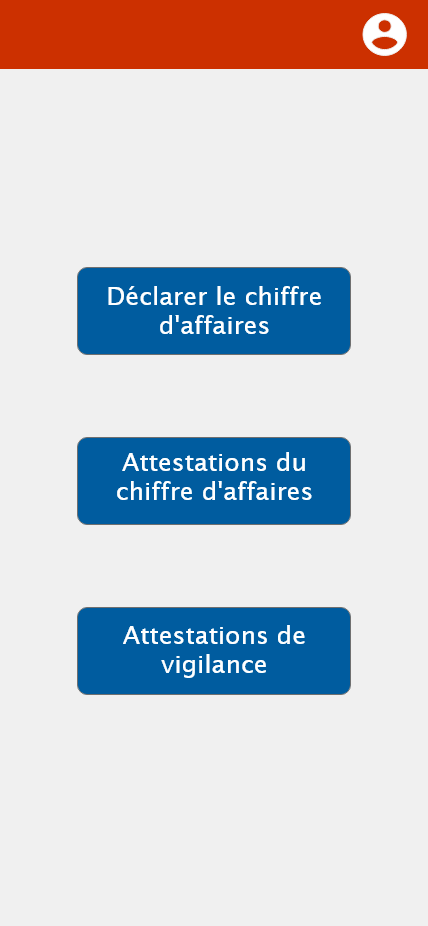 Déclarer le chiffre
d'affaires
Attestations du
chiffre d'affaires
Attestations de
vigilance